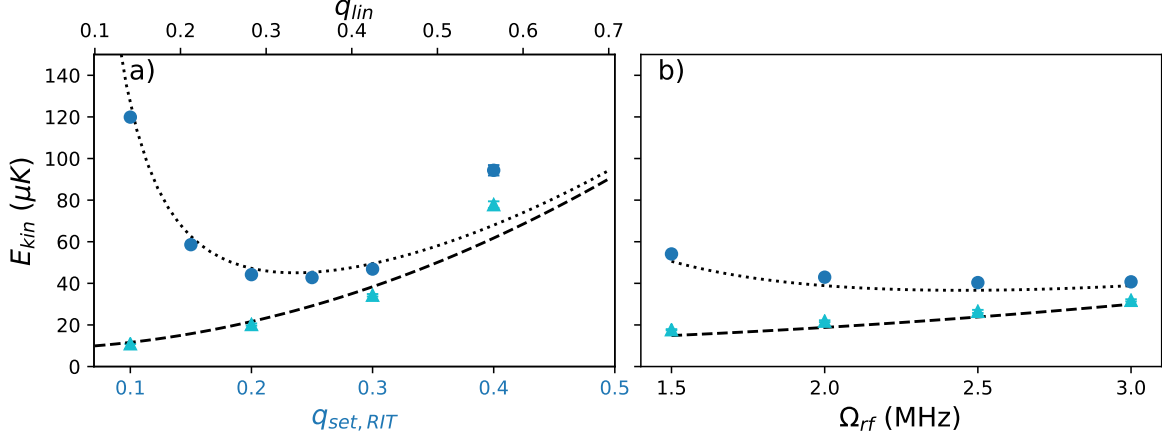 q_lin
0.1 0.2 0.3 0.4 0.5 0.6 0.7
a)
b)
140
120
100
80
60
40
20
0
E_kin (μK)
0.1 0.2 0.3 0.4 0.5
1.5 2.0 2.5 3.0
q_set, RIT
Ω_rf (MHz)